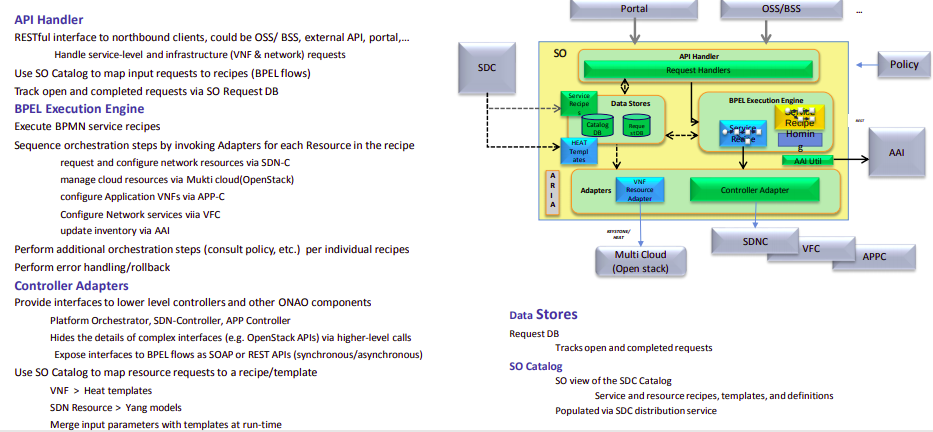 API Handler
RESTful interface to northbound clients, could be OSS/ BSS, external API, portal,...
Handle service-level and infrastructure (VNF & network) requests
Use SO Catalog to map input requests to recipes (BPEL flows)
Track open and completed requests via SO Request DB
BPEL Execution Engine
Execute BPMN service recipes
Sequence orchestration steps by invoking Adapters for each Resource in the recipe
request and configure network resources via SDN-C
manage cloud resources via Mukti cloud(OpenStack)
configure Application VNFs via APP-C
Configure Network services viia VFC
update inventory via AAI
Perform additional orchestration steps (consult policy, etc.) per individual recipes
Perform error handling/rollback
Controller Adapters
Provide interfaces to lower level controllers and other ONAO components
Platform Orchestrator, SDN-Controller, APP Controller
Hides the details of complex interfaces (e.g. OpenStack APIs) via higher-level calls
Expose interfaces to BPEL flows as SOAP or REST APIs (synchronous/asynchronous)
Use SO Catalog to map resource requests to a recipe/template
VNF > Heat templates
SDN Resource > Yang models
Merge input parameters with templates at run-time
Portal
OSS/BSS
...
SDC
SO
API Handler
Request Handlers
Policy
Service
Recipe
s
Data Stores
Catalog
DB
Reque
stDB
HEAT
Templ
ates
BPEL Execution Engine
Service
Recipe
Homin
g
AAI Util
REST
AAI
A
R
I
A
Adapters
VNF
Resource
Adapter
Controller Adapter
KEYSTONE/
HEAT
Multi Cloud
(Open stack)
SDNC
VFC
APPC
Data Stores
Request DB
Tracks open and completed requests
SO Catalog
SO view of the SDC Catalog
Service and resource recipes, templates, and definitions
Populated via SDC distribution service